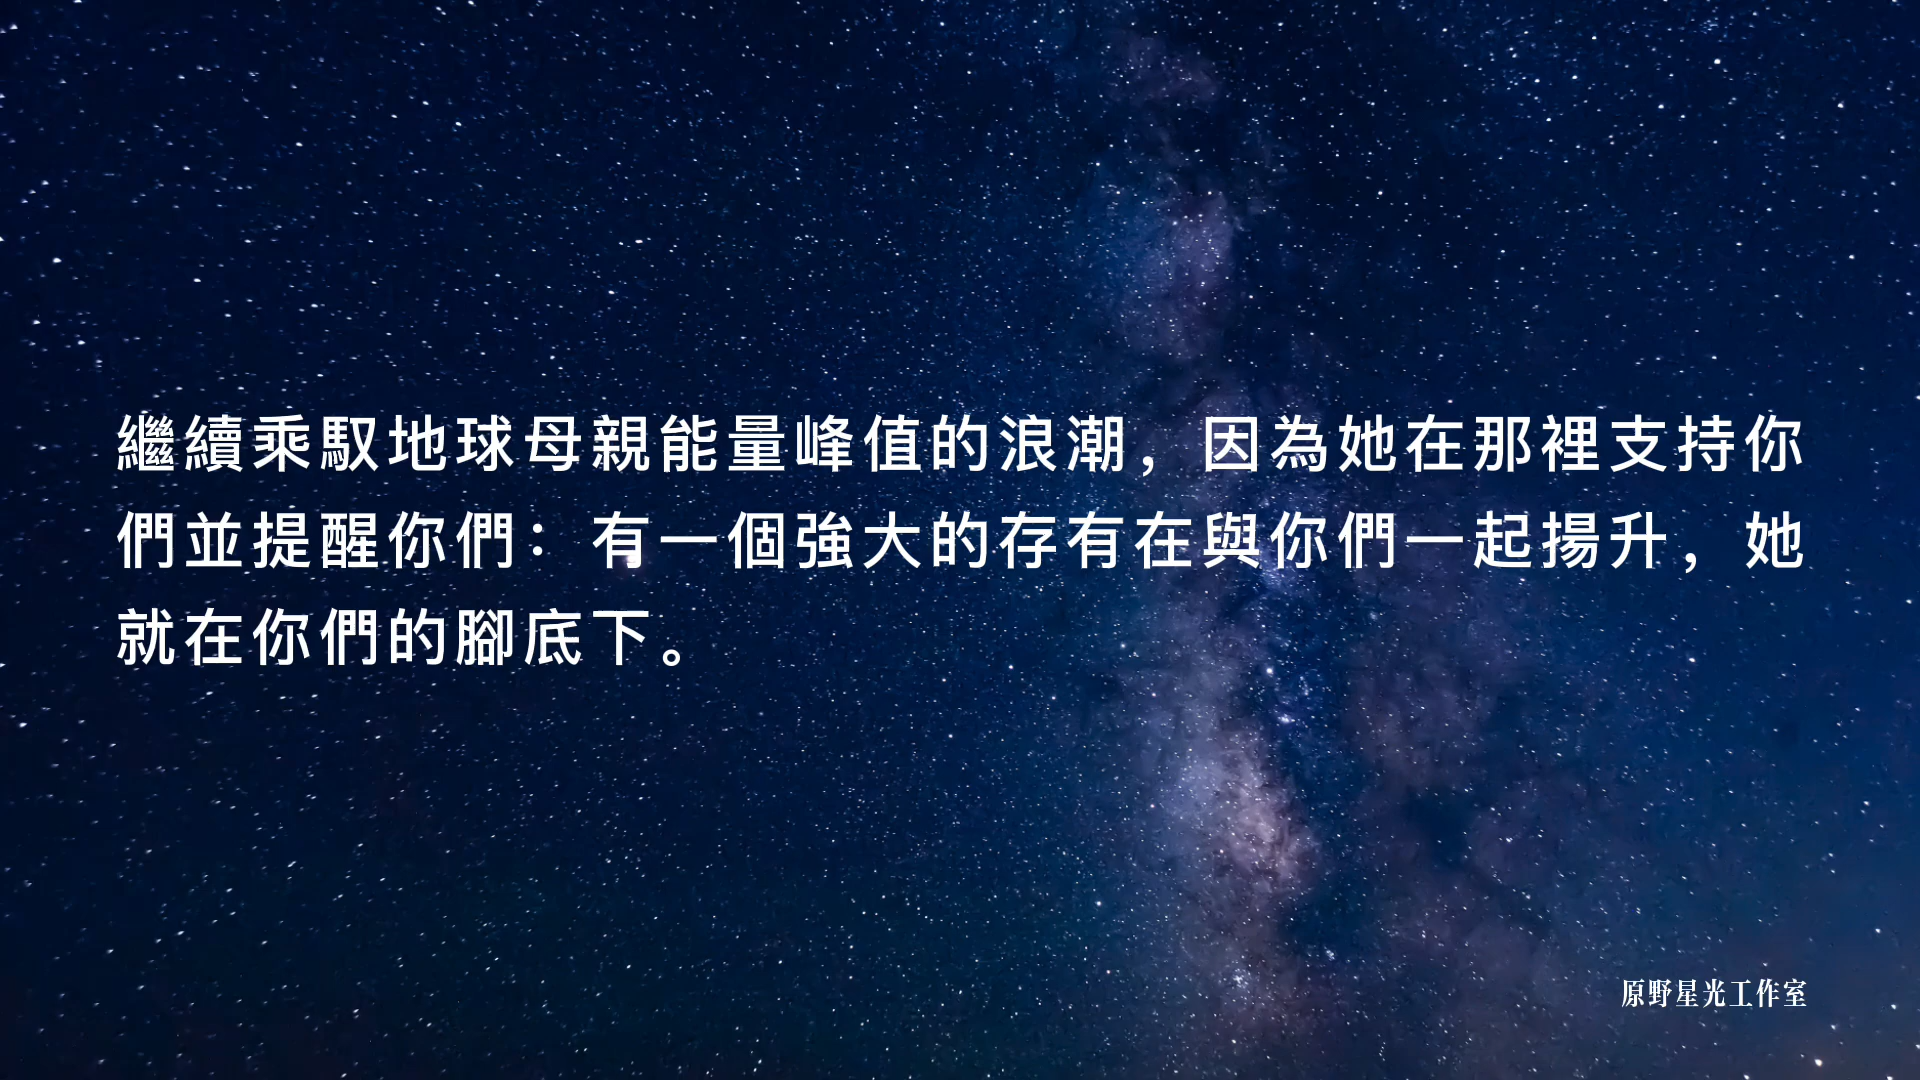 繼續乘馭地球母親能量峰值的浪潮，因為她在那裡支持你
們並提醒你們：有一個強大的存有在與你們一起揚升，她
就在你們的腳底下。
原野星光工作室